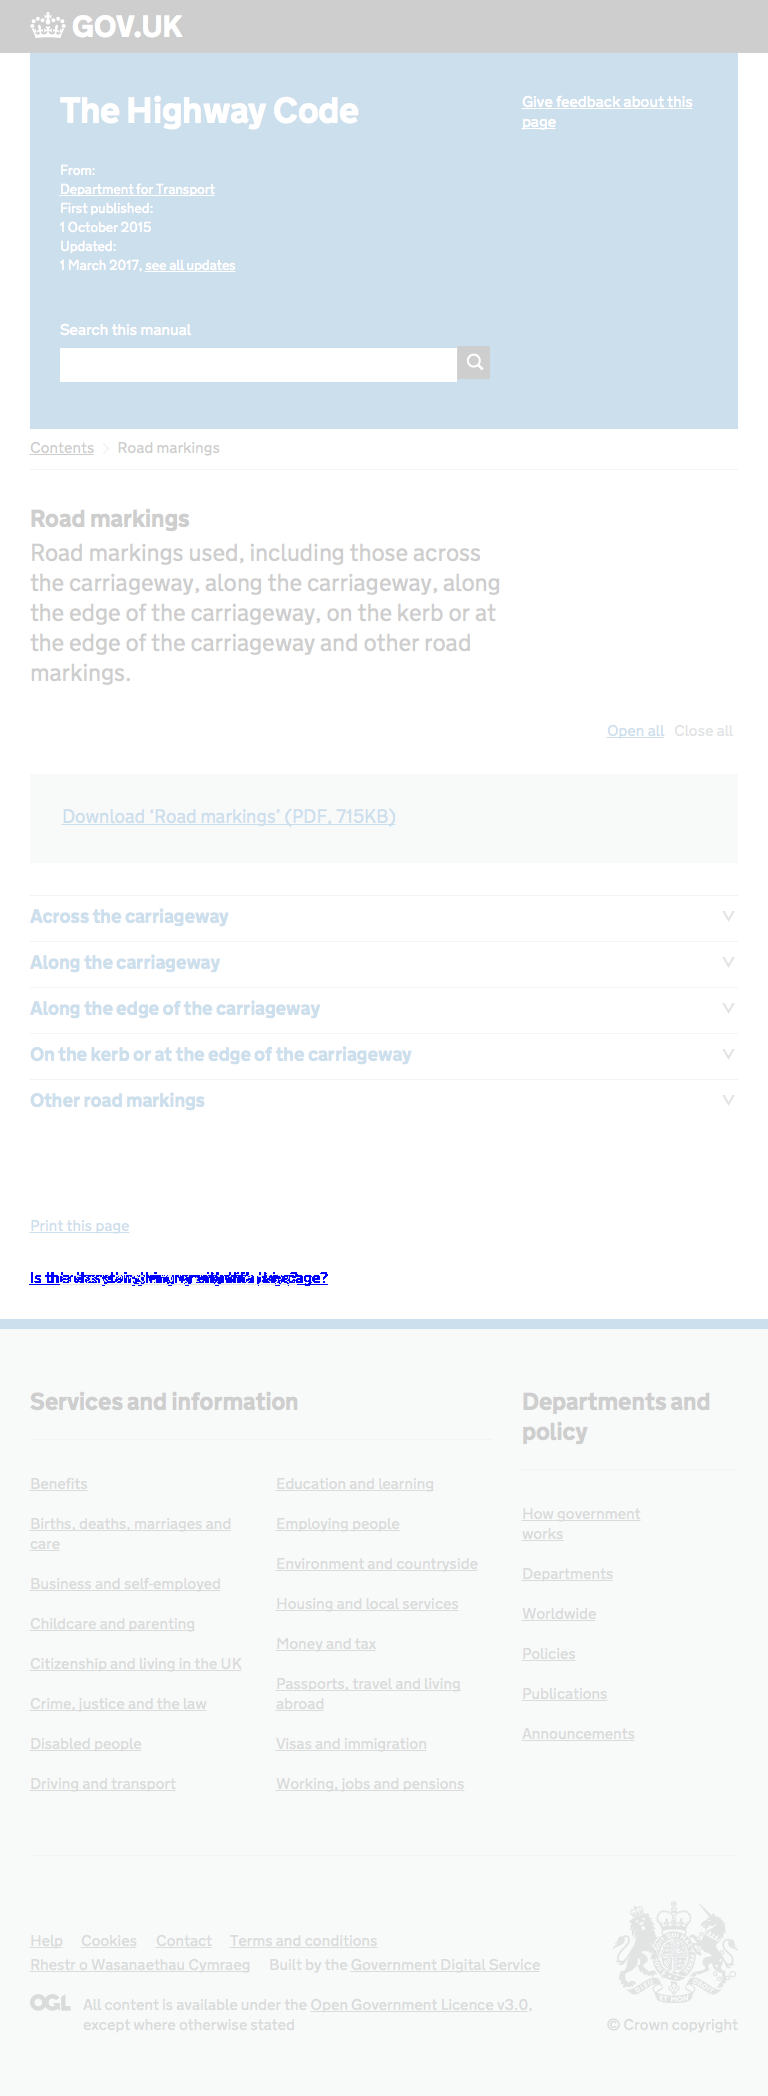 GOV.UK
The Highway Code
Give feedback about this
page
From:
Department for Transport
First published:
1 October 2015
Updated:
1 March 2017, see all updates
Search this manual
Contents
Road markings
Road markings
Road markings used, including those across
the carriageway, along the carriageway, along
the edge of the carriageway, on the kerb or at
the edge of the carriageway and other road
markings.
Open all Close all
Download ‘Road markings’ (PDF, 715KB)
Across the carriageway
Along the carriageway
Along the edge of the carriageway
On the kerb or at the edge of the carriageway
Other road markings
Print this page
Services and information
Benefits
Births, deaths, marriages and
care
Business and self-employed
Childcare and parenting
Citizenship and living in the UK
Crime, justice and the law
Disabled people
Driving and transport
Education and learning
Employing people
Environment and countryside
Housing and local services
Money and tax
Passports, travel and living
abroad
Visas and immigration
Working, jobs and pensions
Departments and
policy
How government
works
Departments
Worldwide
Policies
Publications
Announcements
Help Cookies Contact Terms and conditions
Rhestr o Wasanaethau Cymraeg Built by the Government Digital Service
OGL All content is available under the Open Government Licence v3.0,
except where otherwise stated
© Crown copyright